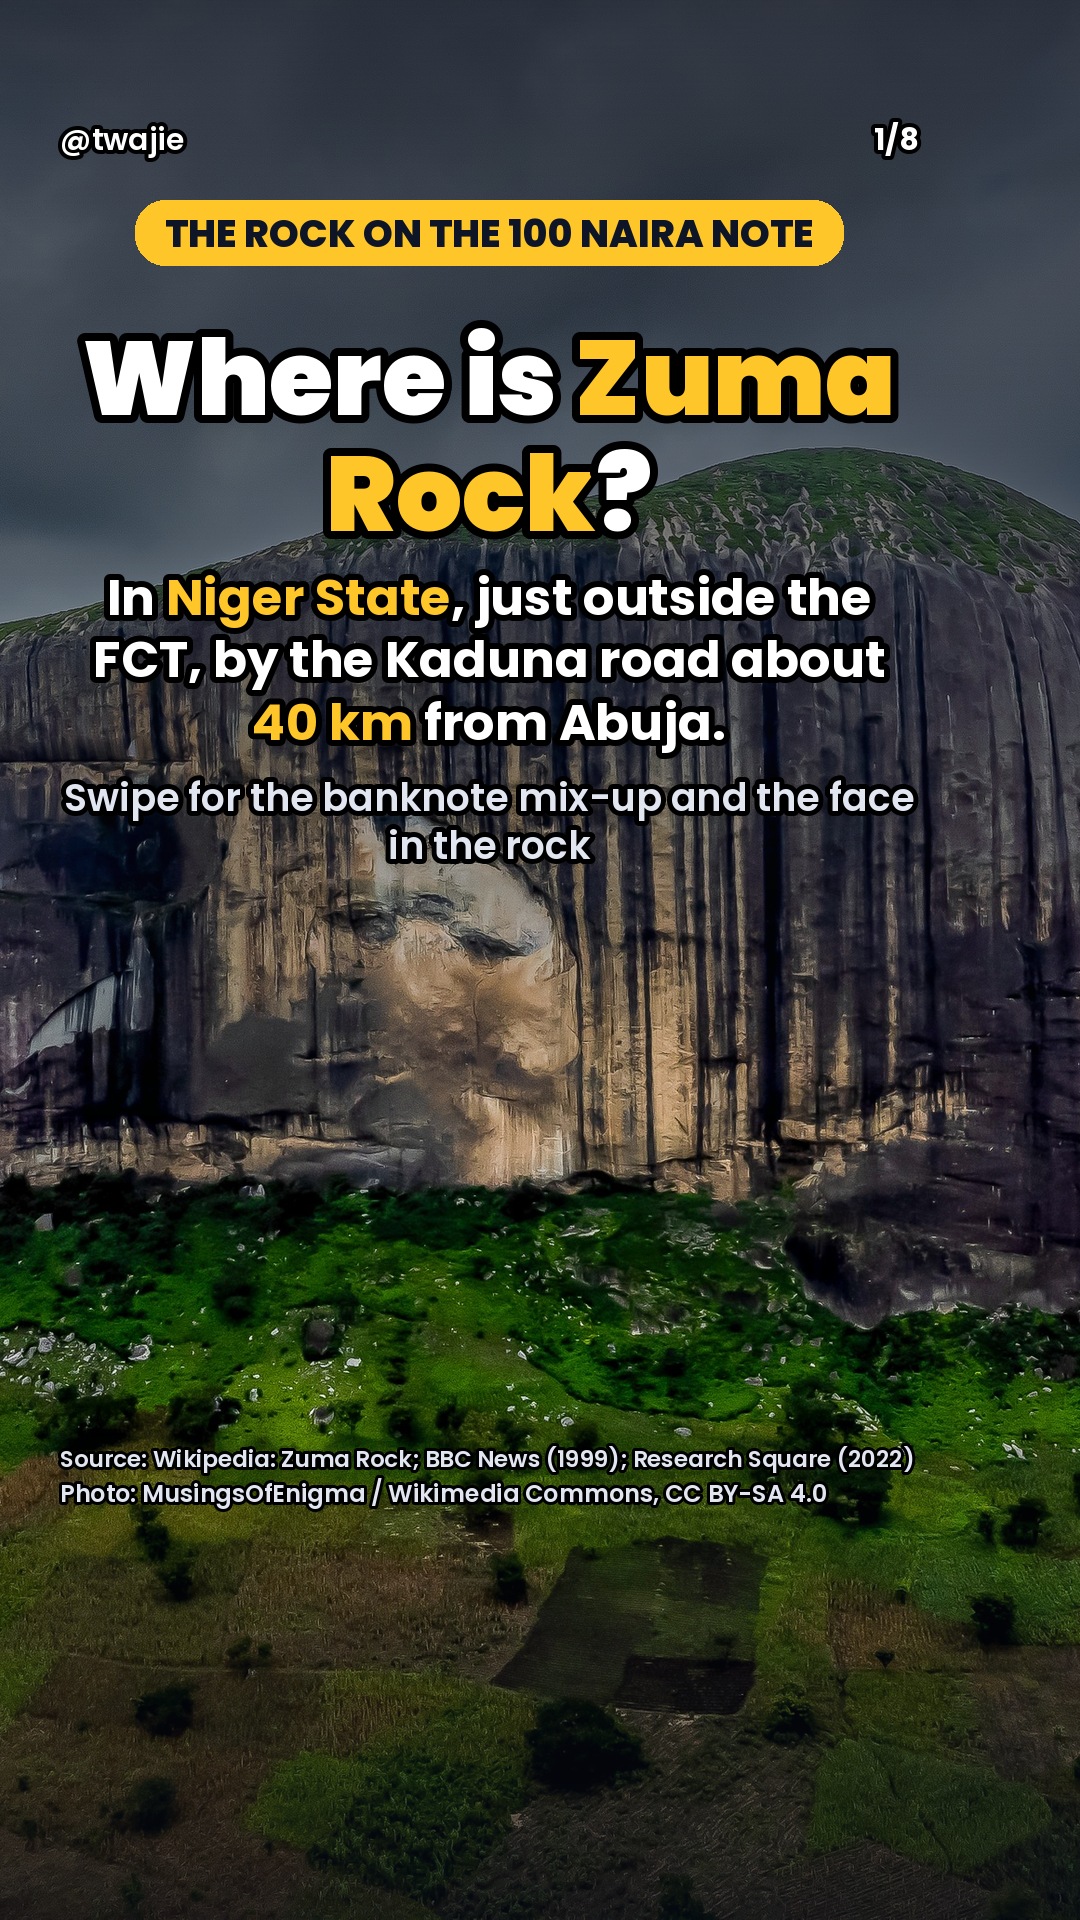 @twajie
1/8
THE ROCK ON THE 100 NAIRA NOTE
Where is Zuma
Rock?
In Niger State, just outside the
FCT, by the Kaduna road about
40 km from Abuja.
Swipe for the banknote mix-up and the face
in the rock
Source: Wikipedia: Zuma Rock; BBC News (1999); Research Square (2022)
Photo: MusingsOfEnigma / Wikimedia Commons, CC BY-SA 4.0